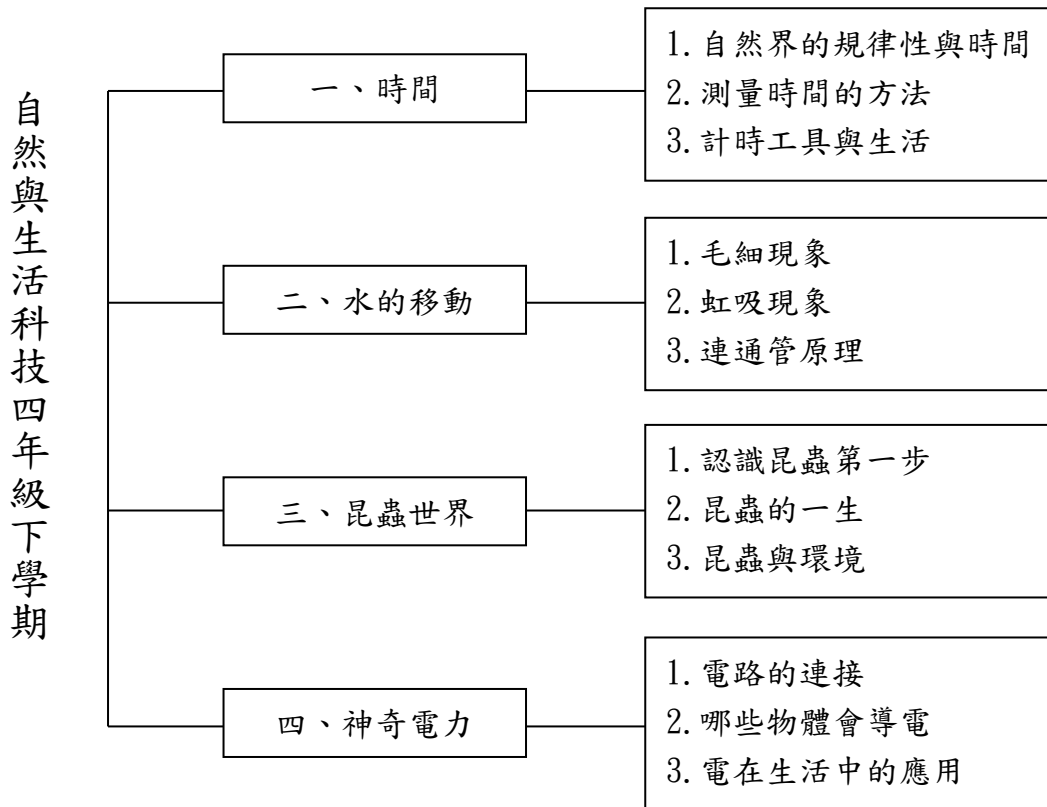 自然與生活科技四年級下學期
一、時間
1. 自然界的規律性與時間
2. 測量時間的方法
3. 計時工具與生活
二、水的移動
1. 毛細現象
2. 虹吸現象
3. 連通管原理
三、昆蟲世界
1. 認識昆蟲第一步
2. 昆蟲的一生
3. 昆蟲與環境
四、神奇電力
1. 電路的連接
2. 哪些物體會導電
3. 電在生活中的應用